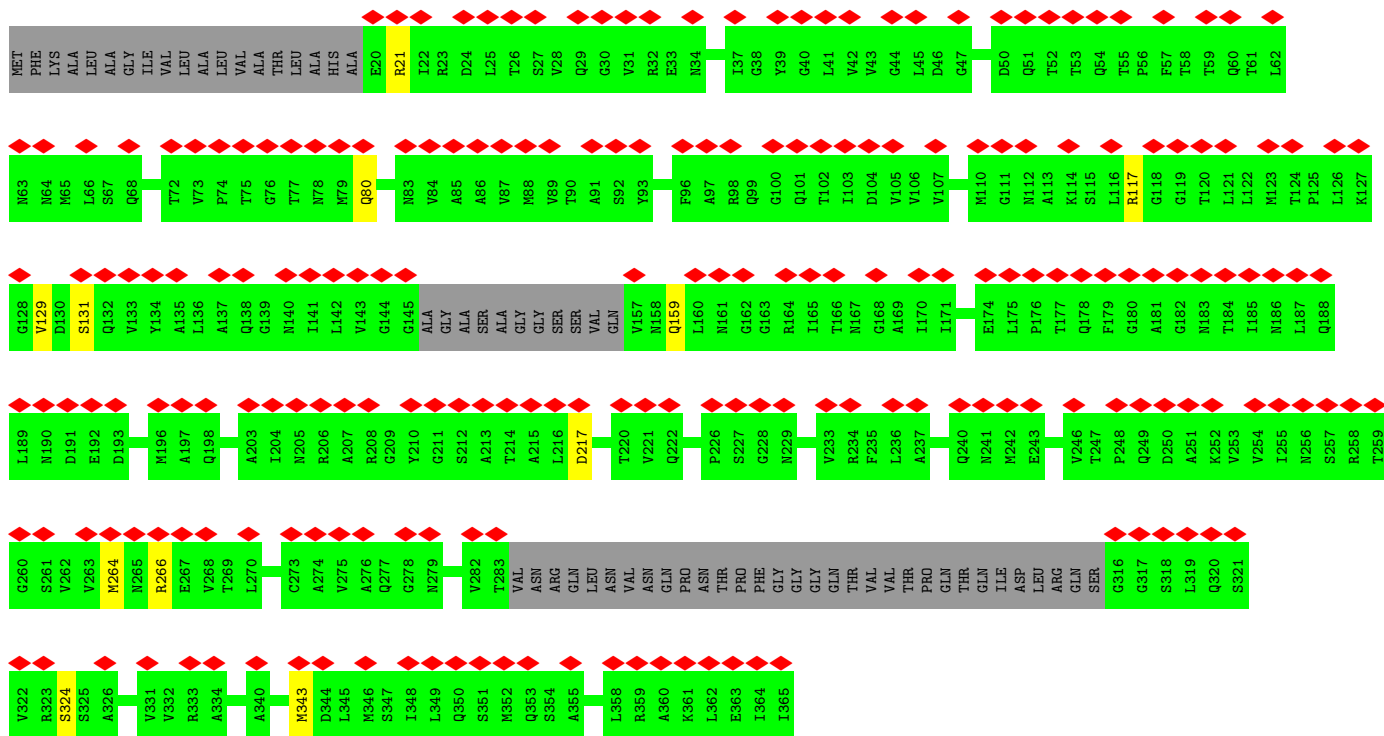 MET PHE LYS ALA LEU ALA ALA GLY ILE VAL LEU ALA LEU VAL ALA THR LEU ALA HIS ALA E20 R21 I22 R23 D24 L25 T26 S27 V28 Q29 G30 V31 R32 E33 N34 I37 G38 Y39 G40 L41 V42 V43 G44 L45 D46 G47 D50 Q51 T52 T53 Q54 T55 P56 F57 T58 T59 Q60 T61 L62
N63 N64 M65 L66 S67 Q68 T72 V73 P74 T75 G76 T77 N78 M79 Q80 N83 V84 A85 A86 V87 M88 V89 T90 A91 S92 Y93 F96 A97 R98 Q99 G100 Q101 T102 I103 D104 V105 V106 V107 M110 G111 N112 A113 K114 S115 L116 R117 G118 G119 T120 L121 L122 M123 T124 P125 L126 K127
G128 V129 D130 S131 Q132 V133 Y134 A135 L136 A137 Q138 G139 N140 I141 L142 V143 G144 G145 ALA GLY ALA SER ALA GLY GLY SER SER VAL GLN V157 N158 Q159 L160 N161 G162 G163 R164 I165 T166 N167 G168 A169 I170 I171 E174 L175 P176 T177 Q178 F179 G180 A181 G182 N183 T184 I185 N186 L187 Q188
L189 N190 D191 E192 D193 M196 A197 Q198 A203 I204 N205 R206 A207 R208 G209 Y210 G211 S212 A213 T214 A215 L216 D217 T220 V221 Q222 P226 S227 G228 N229 V233 R234 F235 L236 A237 Q240 N241 M242 E243 V246 T247 P248 Q249 D250 A251 K252 V253 V254 I255 N256 S257 R258 T259
G260 S261 V262 V263 M264 N265 R266 E267 V268 T269 L270 C273 A274 V275 A276 Q277 G278 N279 V282 T283 VAL ASN ARG GLN LEU ASN VAL ASN GLN PRO ASN THR PRO PHE GLY GLY GLY GLN THR VAL VAL THR PRO GLN THR GLN ILE ASP LEU ARG GLN SER G316 G317 S318 L319 Q320 S321
V322 R323 S324 S325 A326 V331 V332 R333 A334 A340 M343 D344 L345 M346 S347 I348 L349 Q350 S351 M352 Q353 S354 A355 L358 R359 A360 K361 L362 E363 I364 I365